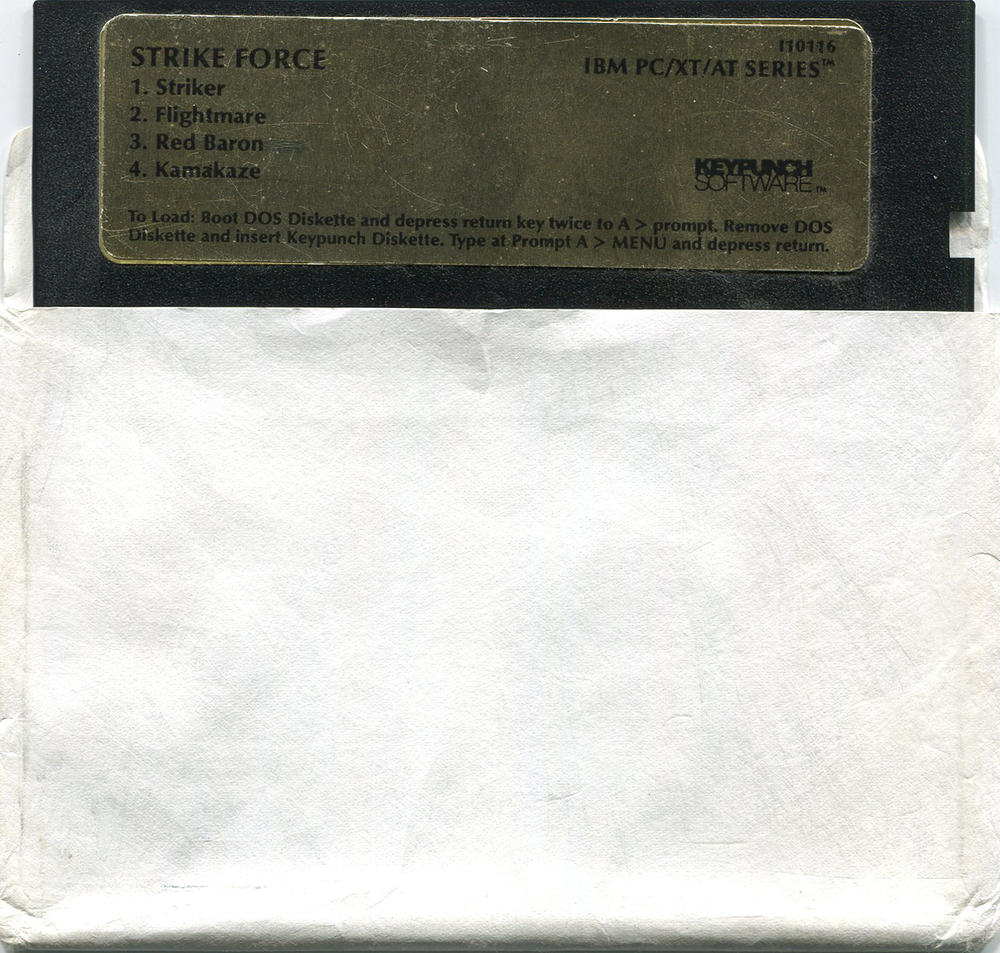 STRIKE FORCE
1. Striker
2. Flightmare
3. Red Baron
4. Kamakaze
I10116
IBM PC/XT/AT SERIES™
KEYPUNCH
SOFTWARE™
To Load: Boot DOS Diskette and depress return key twice to A > prompt. Remove DOS
Diskette and insert Keypunch Diskette. Type at Prompt A > MENU and depress return.